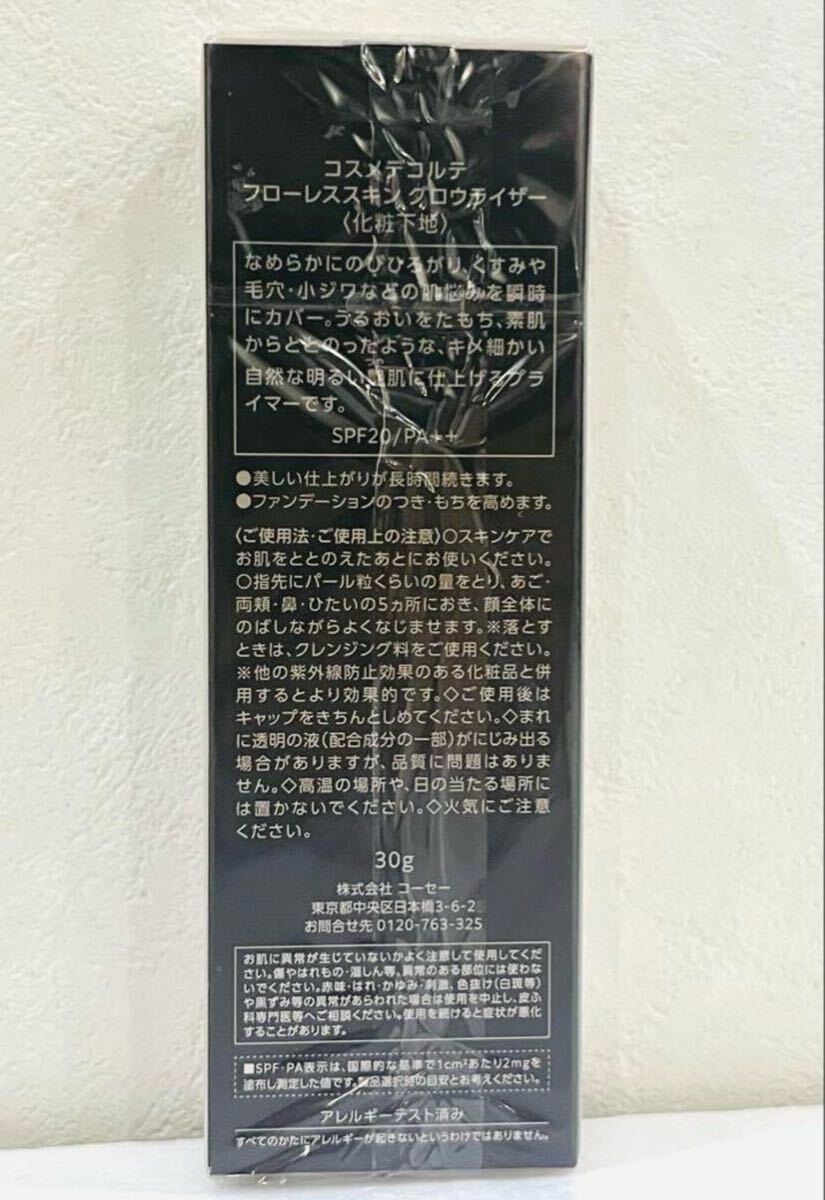 コスメデコルテ
フローレススキン グロウライザー
〈化粧下地〉
なめらかにのびひろがり、くすみや
毛穴・小ジワなどの肌悩みを瞬時
にカバー。うるおいをたもち、素肌
からととのったような、キメ細かい
自然な明るい肌に仕上げるプラ
イマーです。
SPF20/PA++
●美しい仕上がりが長時間続きます。
●ファンデーションのつき・もちを高めます。
〈ご使用法・ご使用上の注意〉○スキンケアで
お肌をととのえたあとにお使いください。
○指先にパール粒くらいの量をとり、あご・
両頬・鼻・ひたいの5ヵ所におき、顔全体に
のばしながらよくなじませます。※落とす
ときは、クレンジング料をご使用ください。
※他の紫外線防止効果のある化粧品と併
用するとより効果的です。◇ご使用後は
キャップをきちんとしめてください。◇まれ
に透明の液(配合成分の一部)がにじみ出る
場合がありますが、品質に問題はありま
せん。◇高温の場所や、日の当たる場所に
は置かないでください。◇火気にご注意
ください。
30g
株式会社 コーセー
東京都中央区日本橋3-6-2
お問合せ先 0120-763-325
お肌に異常が生じていないかよく注意して使用してくだ
さい。傷やはれもの・湿しん等、異常のある部位には使わな
いでください。赤味・はれ・かゆみ・刺激、色抜け(白斑等)
や黒ずみ等の異常があらわれた場合は使用を中止し、皮ふ
科専門医等へご相談ください。使用を続けると症状が悪化
することがあります。
■SPF・PA表示は、国際的な基準で1cm²あたり2mgを
塗布し測定した値です。製品選択時の目安とお考えください。
アレルギーテスト済み
すべてのかたにアレルギーが起きないというわけではありません。